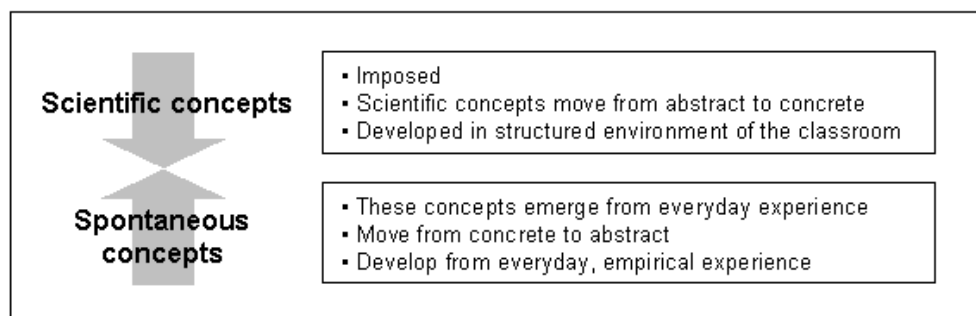 Scientific concepts
▪ Imposed
▪ Scientific concepts move from abstract to concrete
▪ Developed in structured environment of the classroom
Spontaneous
concepts
▪ These concepts emerge from everyday experience
▪ Move from concrete to abstract
▪ Develop from everyday, empirical experience